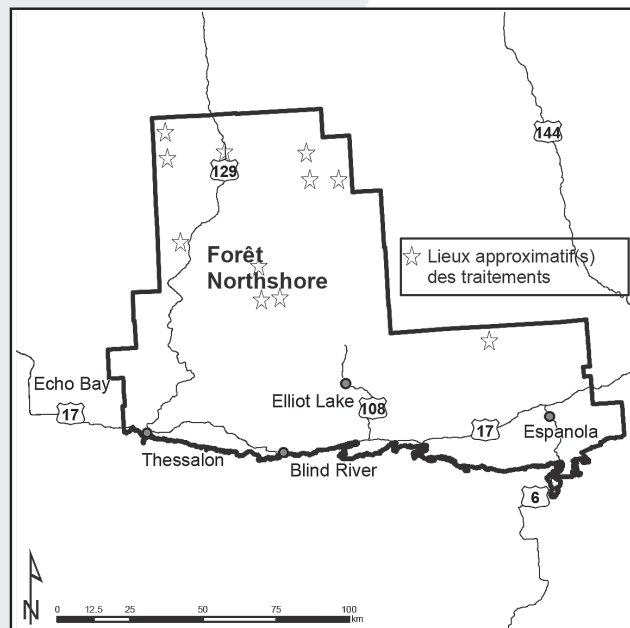 144
129
Forêt
Northshore
Lieux approximatif(s)
des traitements
Echo Bay
17
Elliot Lake
108
17
Espanola
Thessalon
Blind River
6
N
0 12.5 25 50 75 100
km